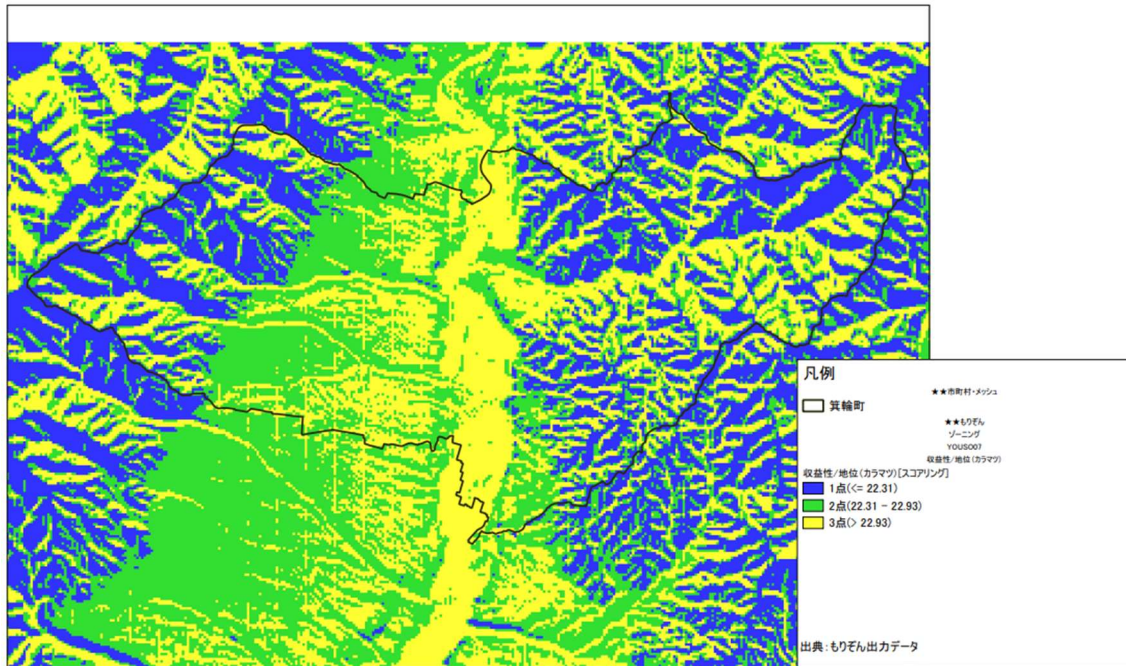 凡例
★★市町村・メッシュ
箕輪町
★★もりぞん
ゾーニング
YOUSO07
収益性/地位(カラマツ)
収益性/地位(カラマツ)[スコアリング]
1点(<= 22.31)
2点(22.31 - 22.93)
3点(> 22.93)
出典:もりぞん出力データ